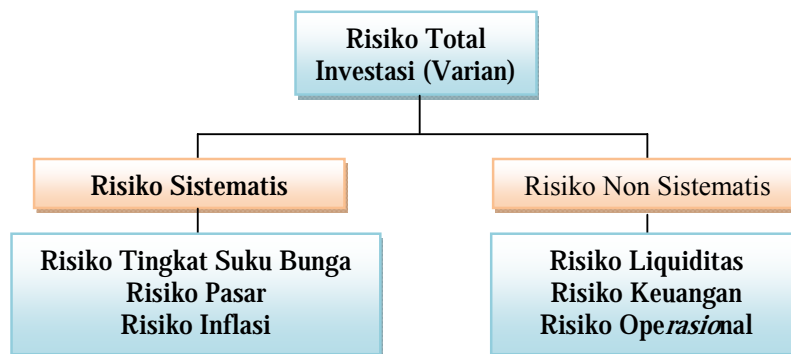 Risiko Total
Investasi (Varian)
Risiko Sistematis
Risiko Non Sistematis
Risiko Tingkat Suku Bunga
Risiko Pasar
Risiko Inflasi
Risiko Liquiditas
Risiko Keuangan
Risiko Operasional